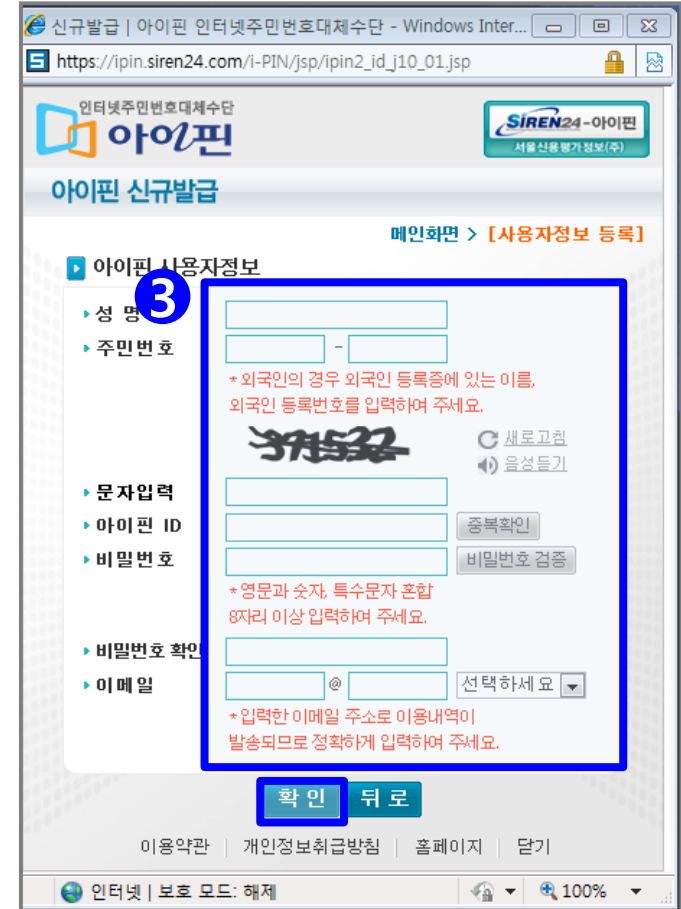 신규발급 | 아이핀 인터넷주민번호대체수단 - Windows Inter...
https://ipin.siren24.com/i-PIN/jsp/ipin2_id_j10_01.jsp
인터넷주민번호대체수단
아이핀
SIREN24-아이핀
서울신용평가정보(주)
아이핀 신규발급
메인화면 > [사용자정보 등록]
아이핀 사용자정보
3
성 명
주민번호 -
*외국인의 경우 외국인 등록증에 있는 이름,
외국인 등록번호를 입력하여 주세요.
새로고침
음성듣기
문자입력
아이핀 ID 중복확인
비밀번호 비밀번호 검증
*영문과 숫자, 특수문자 혼합
8자리 이상 입력하여 주세요.
비밀번호 확인
이메일 @ 선택하세요
*입력한 이메일 주소로 이용내역이
발송되므로 정확하게 입력하여 주세요.
확인 뒤로
이용약관 | 개인정보취급방침 | 홈페이지 | 닫기
인터넷 | 보호 모드: 해제 100%